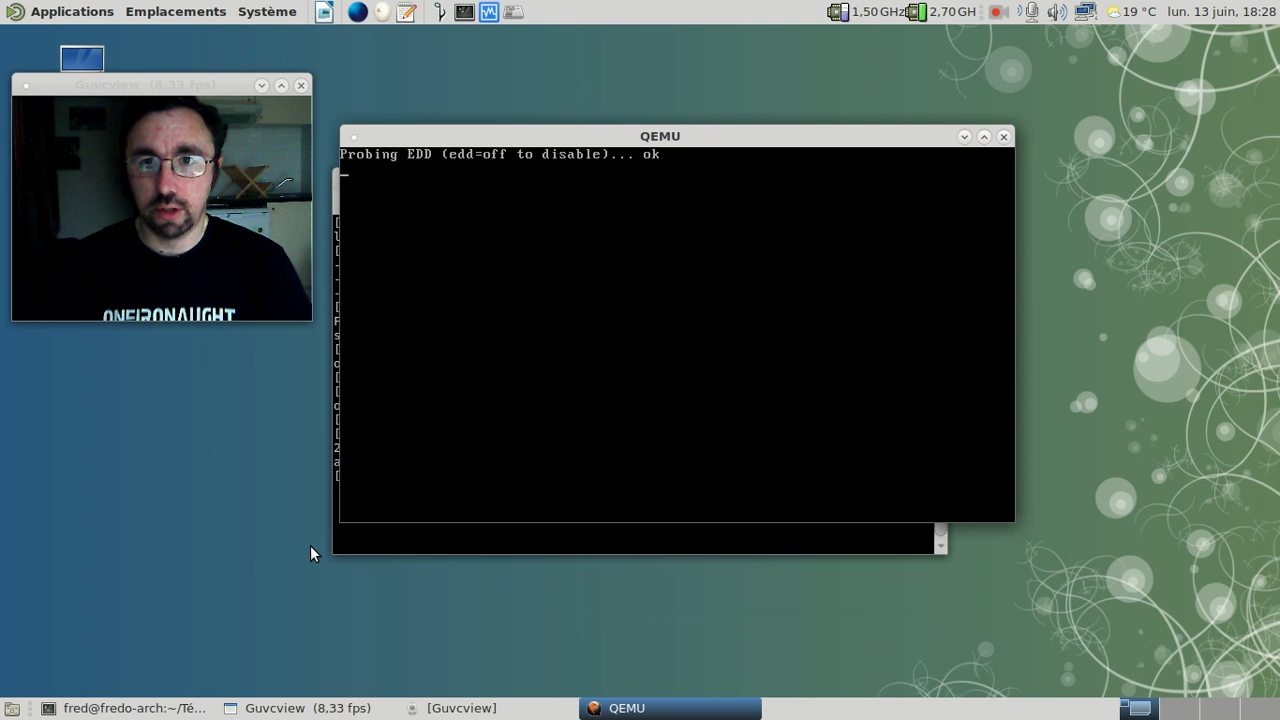 Applications Emplacements Système 1,50 GHz 2,70 GH 19 °C lun. 13 juin, 18:28
Guvcview (8,33 fps)
ONEIRONAUGHT
QEMU
Probing EDD (edd=off to disable)... ok
fred@fredo-arch:~/Té... Guvcview (8,33 fps) [Guvcview] QEMU